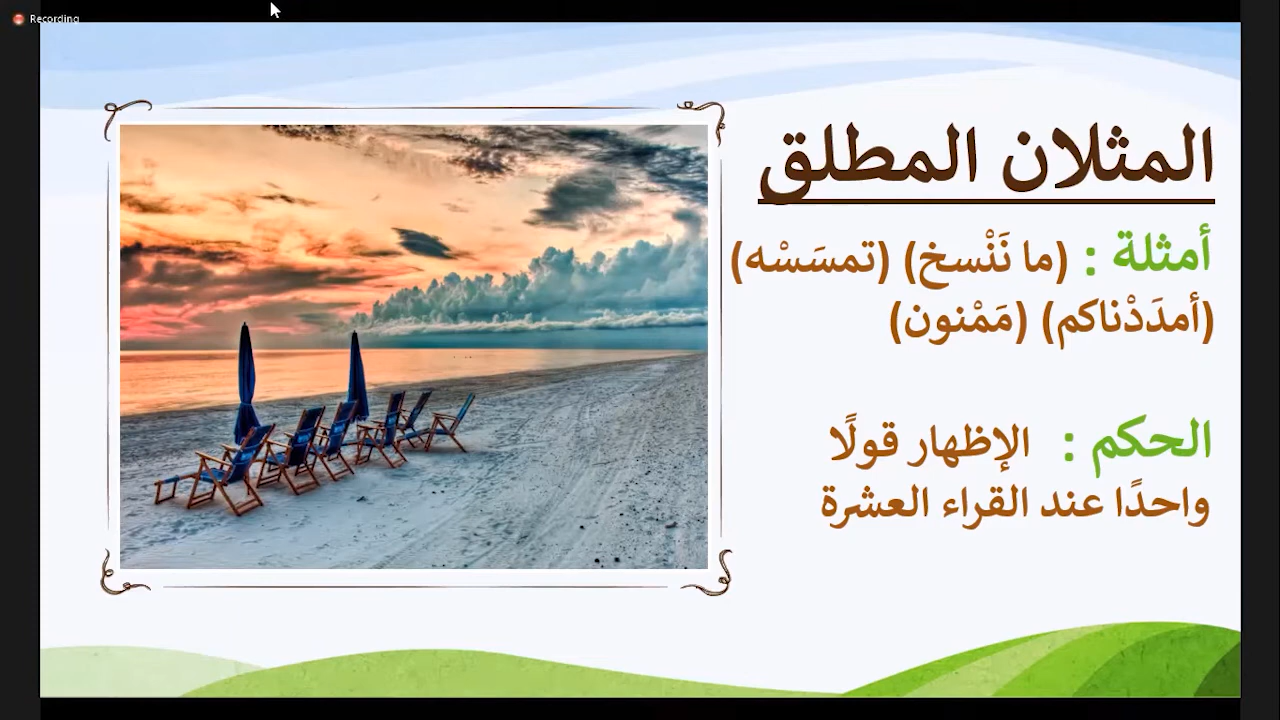 Recording
المثلان المطلق
أمثلة : (ما نَنْسخ) (تمسَسْه)
(أمدَدْناكم) (مَمْنون)
الحكم : الإظهار قولًا
واحدًا عند القراء العشرة